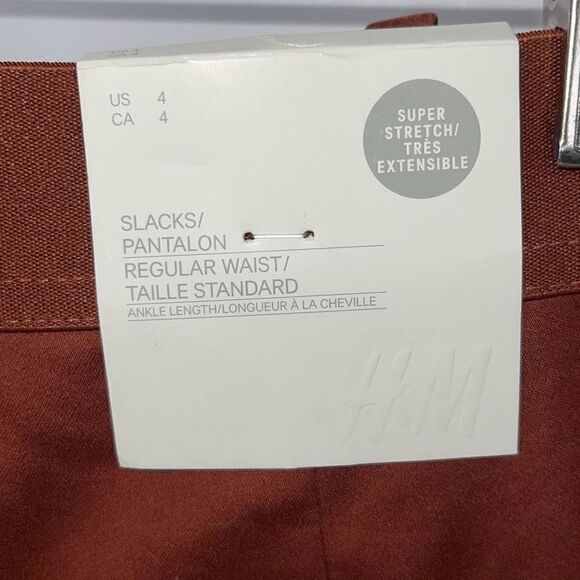 US 4
CA 4
SUPER
STRETCH/
TRÈS
EXTENSIBLE
SLACKS/
PANTALON
REGULAR WAIST/
TAILLE STANDARD
ANKLE LENGTH/LONGUEUR À LA CHEVILLE
H&M